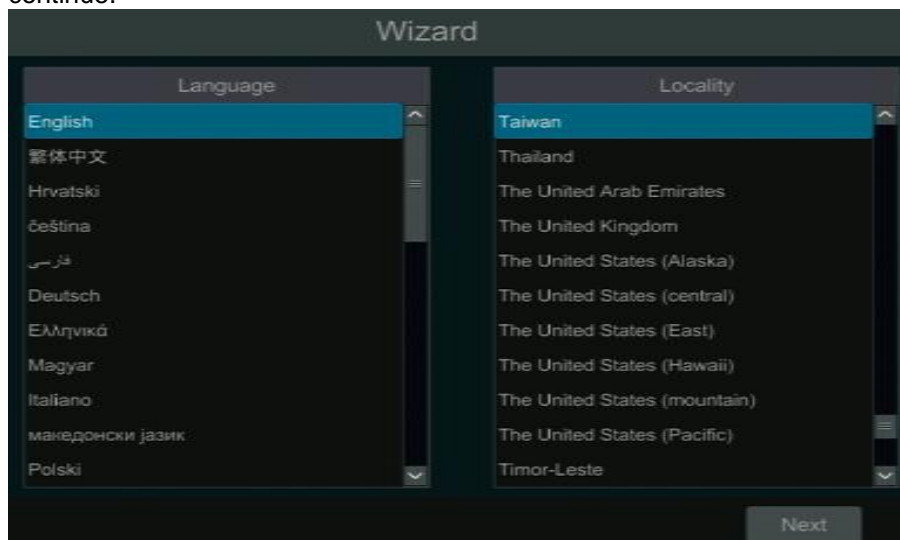 continue.
Wizard
Language
English
繁体中文
Hrvatski
čeština
فارسی
Deutsch
Ελληνικά
Magyar
Italiano
македонски јазик
Polski
Locality
Taiwan
Thailand
The United Arab Emirates
The United Kingdom
The United States (Alaska)
The United States (central)
The United States (East)
The United States (Hawaii)
The United States (mountain)
The United States (Pacific)
Timor-Leste
Next